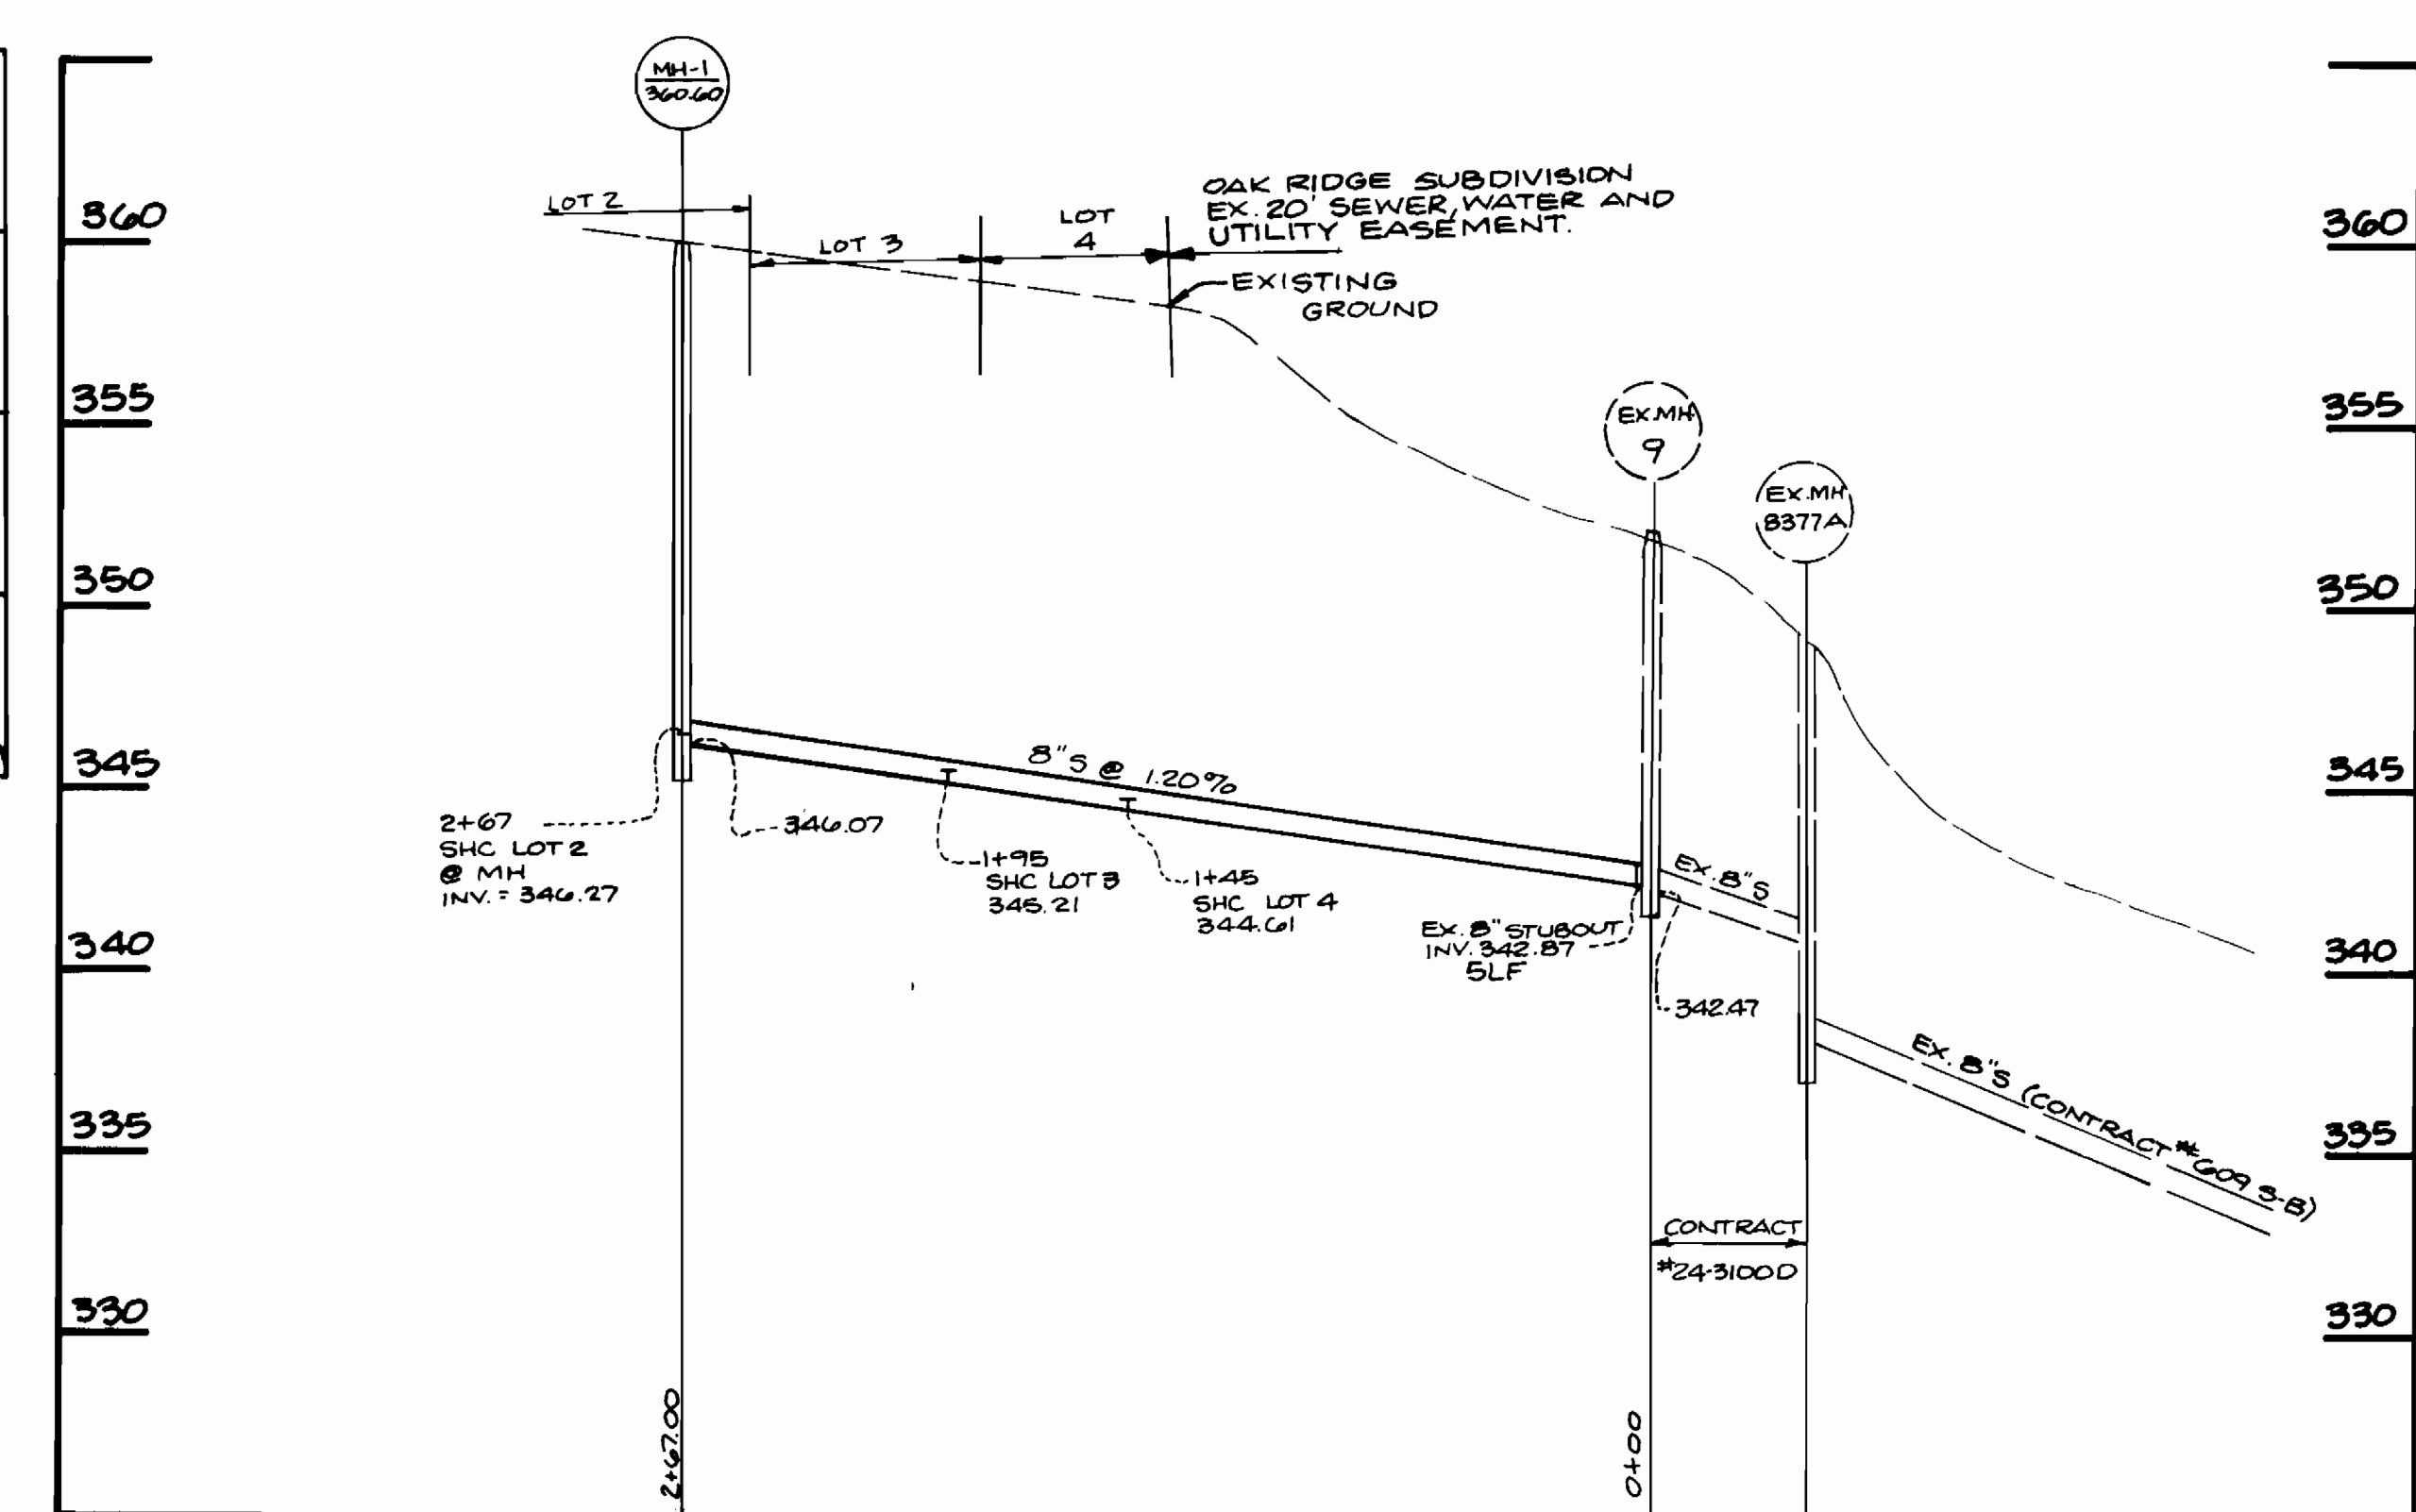 MH-1
360.60
OAK RIDGE SUBDIVISION
EX. 20' SEWER, WATER AND
UTILITY EASEMENT.
LOT 2
LOT 3
LOT
4
EXISTING
GROUND
360
355
350
345
340
335
330
360
355
350
345
340
335
330
EX.MH
9
EX.MH
8377A
8"S @ 1.20%
2+67
SHC LOT 2
@ MH
INV. = 346.27
346.07
1+95
SHC LOT 3
345.21
1+45
SHC LOT 4
344.61
EX. 8" STUBOUT
INV. 342.87
5LF
EX. 8"S
342.47
EX. 8"S (CONTRACT #609 S-B)
CONTRACT
#24-3100D
2+67.00
0+00